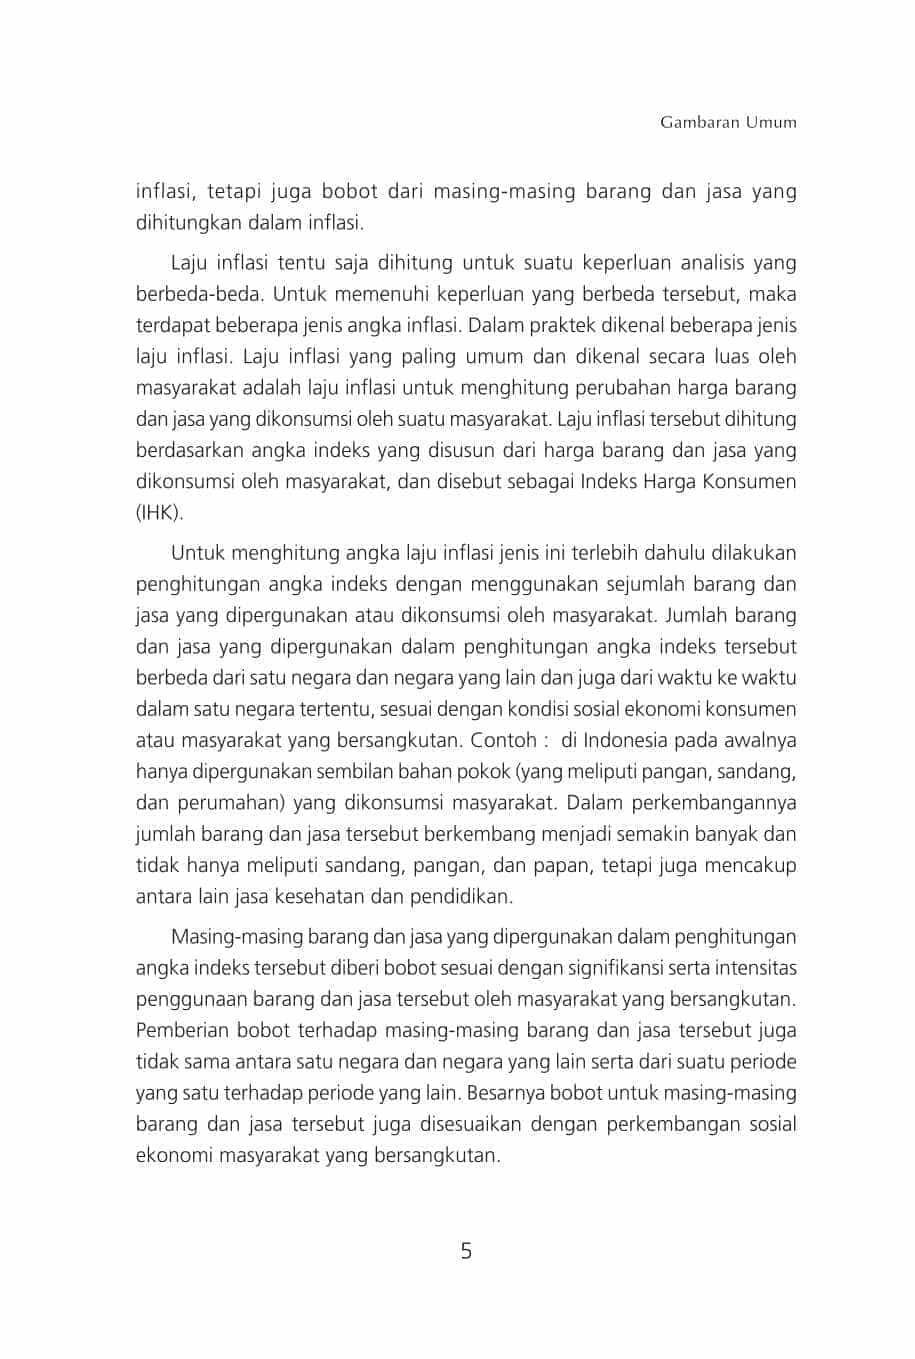 Gambaran Umum
inflasi, tetapi juga bobot dari masing-masing barang dan jasa yang
dihitungkan dalam inflasi.
Laju inflasi tentu saja dihitung untuk suatu keperluan analisis yang
berbeda-beda. Untuk memenuhi keperluan yang berbeda tersebut, maka
terdapat beberapa jenis angka inflasi. Dalam praktek dikenal beberapa jenis
laju inflasi. Laju inflasi yang paling umum dan dikenal secara luas oleh
masyarakat adalah laju inflasi untuk menghitung perubahan harga barang
dan jasa yang dikonsumsi oleh suatu masyarakat. Laju inflasi tersebut dihitung
berdasarkan angka indeks yang disusun dari harga barang dan jasa yang
dikonsumsi oleh masyarakat, dan disebut sebagai Indeks Harga Konsumen
(IHK).
Untuk menghitung angka laju inflasi jenis ini terlebih dahulu dilakukan
penghitungan angka indeks dengan menggunakan sejumlah barang dan
jasa yang dipergunakan atau dikonsumsi oleh masyarakat. Jumlah barang
dan jasa yang dipergunakan dalam penghitungan angka indeks tersebut
berbeda dari satu negara dan negara yang lain dan juga dari waktu ke waktu
dalam satu negara tertentu, sesuai dengan kondisi sosial ekonomi konsumen
atau masyarakat yang bersangkutan. Contoh :  di Indonesia pada awalnya
hanya dipergunakan sembilan bahan pokok (yang meliputi pangan, sandang,
dan perumahan) yang dikonsumsi masyarakat. Dalam perkembangannya
jumlah barang dan jasa tersebut berkembang menjadi semakin banyak dan
tidak hanya meliputi sandang, pangan, dan papan, tetapi juga mencakup
antara lain jasa kesehatan dan pendidikan.
Masing-masing barang dan jasa yang dipergunakan dalam penghitungan
angka indeks tersebut diberi bobot sesuai dengan signifikansi serta intensitas
penggunaan barang dan jasa tersebut oleh masyarakat yang bersangkutan.
Pemberian bobot terhadap masing-masing barang dan jasa tersebut juga
tidak sama antara satu negara dan negara yang lain serta dari suatu periode
yang satu terhadap periode yang lain. Besarnya bobot untuk masing-masing
barang dan jasa tersebut juga disesuaikan dengan perkembangan sosial
ekonomi masyarakat yang bersangkutan.
5